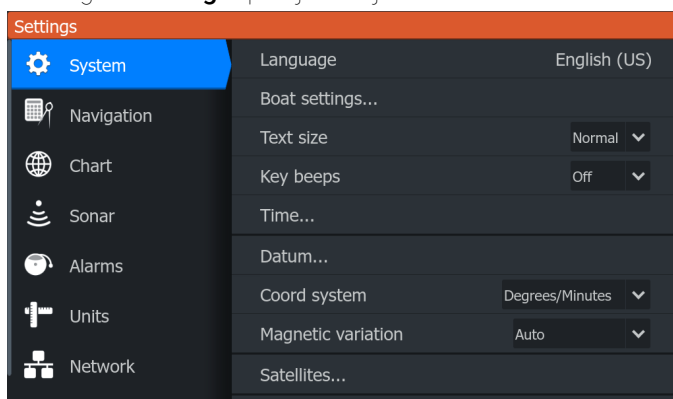 Settings
System
Navigation
Chart
Sonar
Alarms
Units
Network
Language English (US)
Boat settings...
Text size Normal
Key beeps Off
Time...
Datum...
Coord system Degrees/Minutes
Magnetic variation Auto
Satellites...